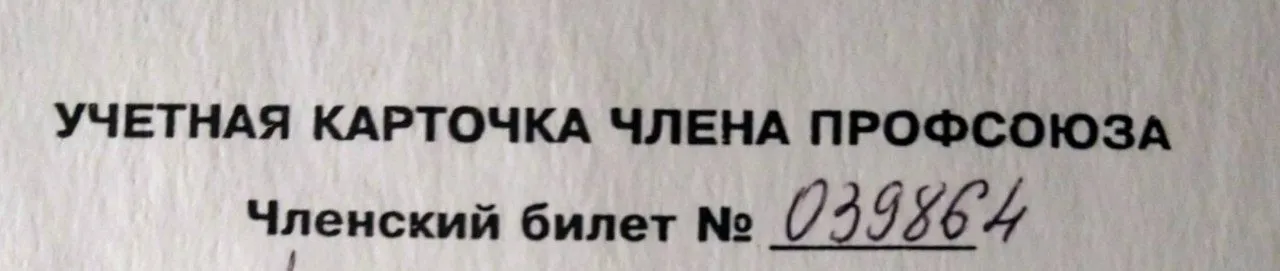 УЧЕТНАЯ КАРТОЧКА ЧЛЕНА ПРОФСОЮЗА
Членский билет № 039864